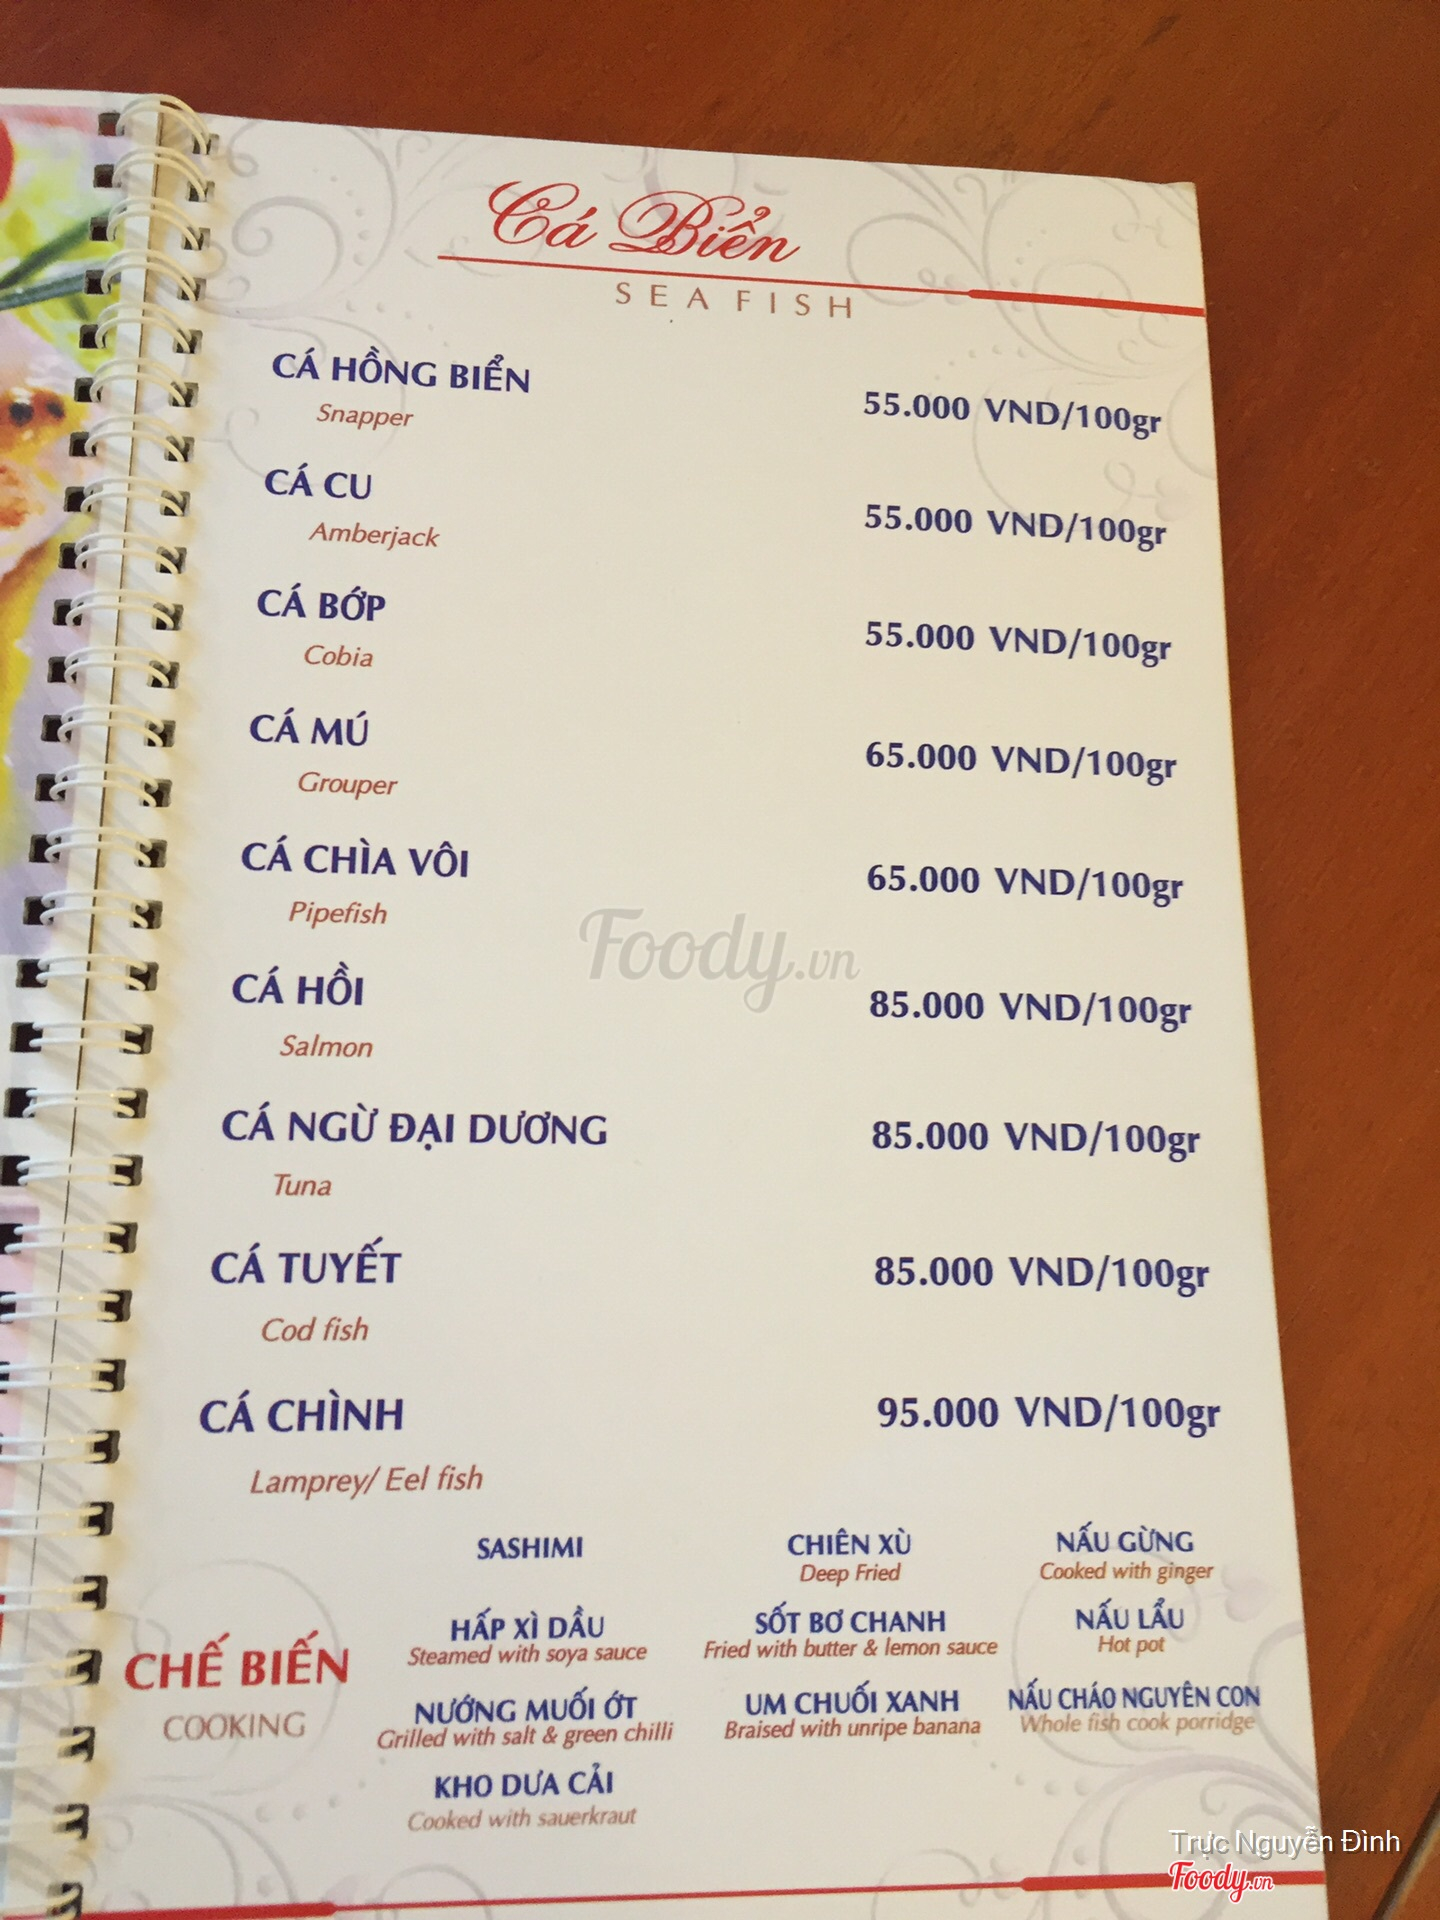 Cá Biển
SEA FISH
CÁ HỒNG BIỂN
Snapper
55.000 VND/100gr
CÁ CU
Amberjack
55.000 VND/100gr
CÁ BỚP
Cobia
55.000 VND/100gr
CÁ MÚ
Grouper
65.000 VND/100gr
CÁ CHÌA VÔI
Pipefish
65.000 VND/100gr
Foody.vn
CÁ HỒI
Salmon
85.000 VND/100gr
CÁ NGỪ ĐẠI DƯƠNG
Tuna
85.000 VND/100gr
CÁ TUYẾT
Cod fish
85.000 VND/100gr
CÁ CHÌNH
Lamprey/ Eel fish
95.000 VND/100gr
CHẾ BIẾN
COOKING
SASHIMI
HẤP XÌ DẦU
Steamed with soya sauce
NƯỚNG MUỐI ỚT
Grilled with salt & green chilli
KHO DƯA CẢI
Cooked with sauerkraut
CHIÊN XÙ
Deep Fried
SỐT BƠ CHANH
Fried with butter & lemon sauce
UM CHUỐI XANH
Braised with unripe banana
NẤU GỪNG
Cooked with ginger
NẤU LẨU
Hot pot
NẤU CHÁO NGUYÊN CON
Whole fish cook porridge
Trực Nguyễn Đình
Foody.vn